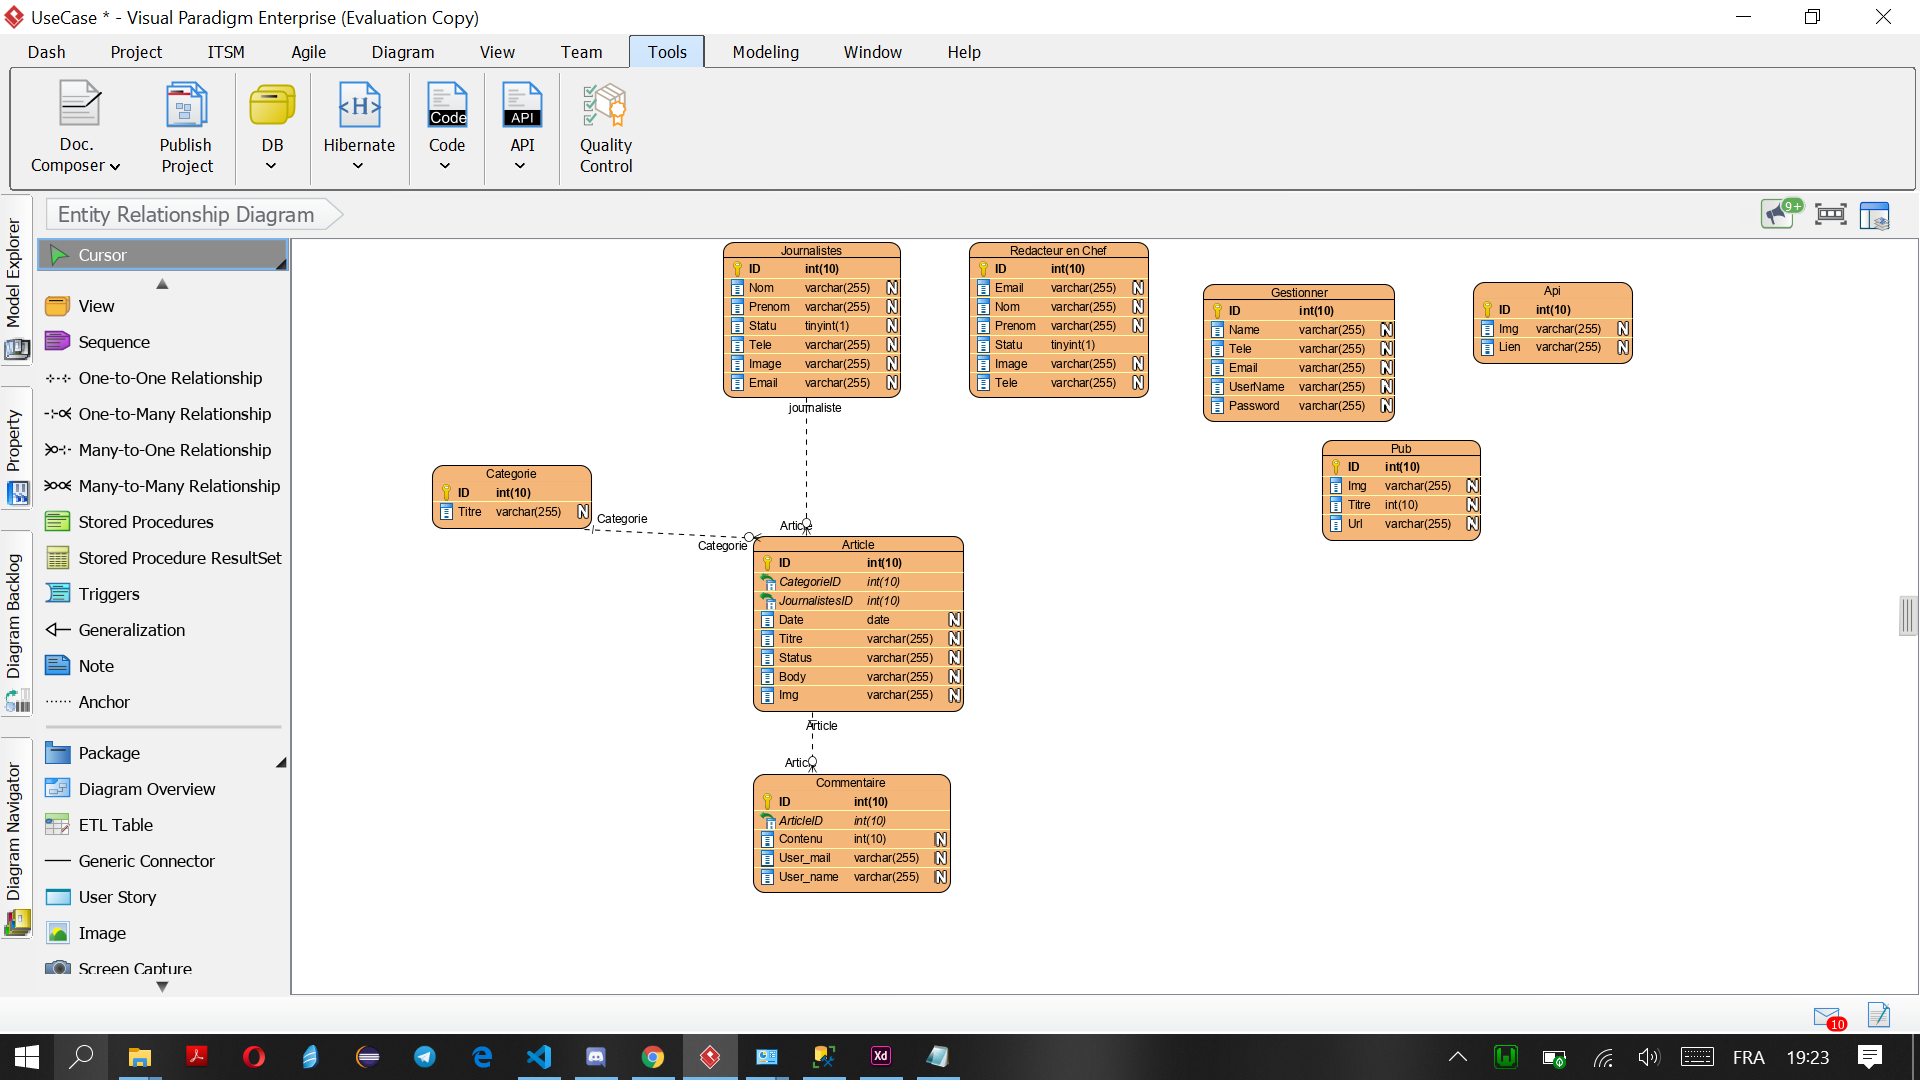 UseCase * - Visual Paradigm Enterprise (Evaluation Copy)
Dash Project ITSM Agile Diagram View Team Tools Modeling Window Help
Doc. Composer
Publish Project
DB
Hibernate
Code
Code
API
API
Quality Control
Entity Relationship Diagram
9+
Model Explorer
Property
Diagram Backlog
Diagram Navigator
Cursor
View
Sequence
One-to-One Relationship
One-to-Many Relationship
Many-to-One Relationship
Many-to-Many Relationship
Stored Procedures
Stored Procedure ResultSet
Triggers
Generalization
Note
Anchor
Package
Diagram Overview
ETL Table
Generic Connector
User Story
Image
Screen Capture
Journalistes
ID int(10)
Nom varchar(255) N
Prenom varchar(255) N
Statu tinyint(1) N
Tele varchar(255) N
Image varchar(255) N
Email varchar(255) N
journaliste
Redacteur en Chef
ID int(10)
Email varchar(255) N
Nom varchar(255) N
Prenom varchar(255) N
Statu tinyint(1)
Image varchar(255) N
Tele varchar(255) N
Gestionner
ID int(10)
Name varchar(255) N
Tele varchar(255) N
Email varchar(255) N
UserName varchar(255) N
Password varchar(255) N
Api
ID int(10)
Img varchar(255) N
Lien varchar(255) N
Pub
ID int(10)
Img varchar(255) N
Titre int(10) N
Url varchar(255) N
Categorie
ID int(10)
Titre varchar(255) N
Categorie
Categorie
Article
Article
ID int(10)
CategorieID int(10)
JournalistesID int(10)
Date date N
Titre varchar(255) N
Status varchar(255) N
Body varchar(255) N
Img varchar(255) N
Article
Article
Commentaire
ID int(10)
ArticleID int(10)
Contenu int(10) N
User_mail varchar(255) N
User_name varchar(255) N
10
Xd
FRA 19:23